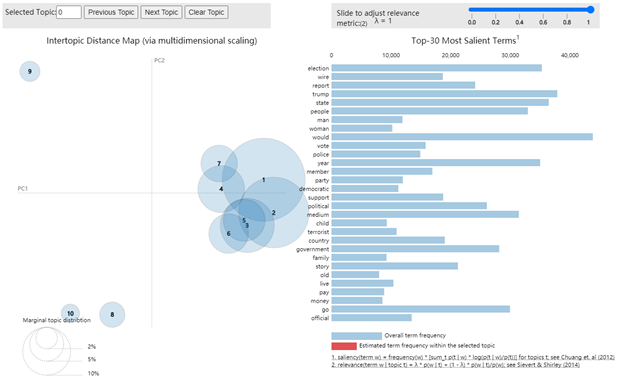 Selected Topic: 0 Previous Topic Next Topic Clear Topic
Slide to adjust relevance
metric:(2) λ = 1
0.0 0.2 0.4 0.6 0.8 1
Intertopic Distance Map (via multidimensional scaling)
PC2
PC1
9
7
1
4
2
5
3
6
10
8
Marginal topic distribtion
2%
5%
10%
Top-30 Most Salient Terms1
0 10,000 20,000 30,000 40,000
election
wire
report
trump
state
people
man
woman
would
vote
police
year
member
party
democratic
support
political
medium
child
terrorist
country
government
family
story
old
live
pay
money
go
official
Overall term frequency
Estimated term frequency within the selected topic
1. saliency(term w) = frequency(w) * [sum_t p(t | w) * log(p(t | w)/p(t))] for topics t; see Chuang et. al (2012)
2. relevance(term w | topic t) = λ * p(w | t) + (1 - λ) * p(w | t)/p(w); see Sievert & Shirley (2014)